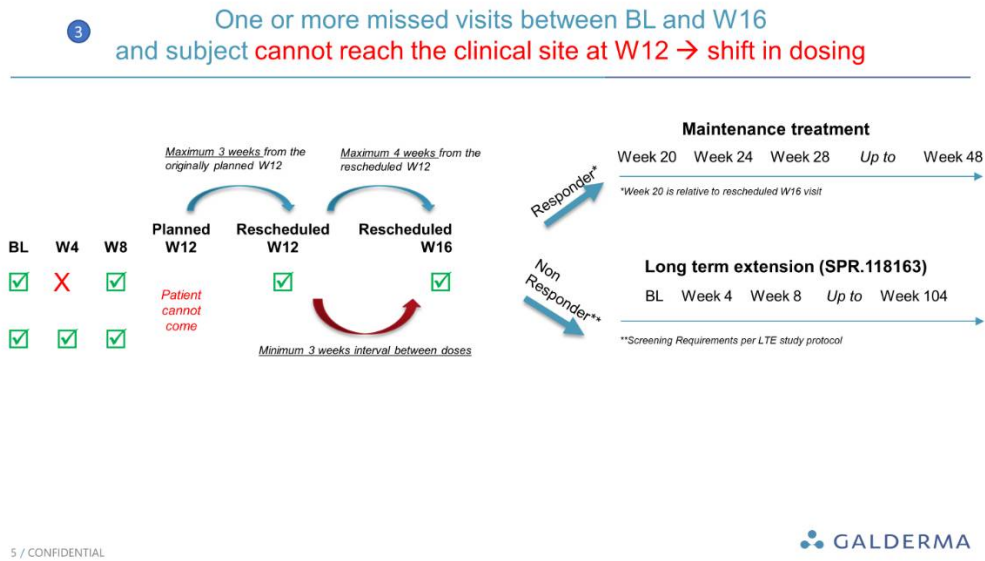 3
One or more missed visits between BL and W16
and subject cannot reach the clinical site at W12 → shift in dosing
Maximum 3 weeks from the
originally planned W12
Maximum 4 weeks from the
rescheduled W12
BL W4 W8
Planned
W12
Rescheduled
W12
Rescheduled
W16
X
Patient
cannot
come
Minimum 3 weeks interval between doses
Responder*
Maintenance treatment
Week 20 Week 24 Week 28 Up to Week 48
*Week 20 is relative to rescheduled W16 visit
Non
Responder**
Long term extension (SPR.118163)
BL Week 4 Week 8 Up to Week 104
**Screening Requirements per LTE study protocol
5 / CONFIDENTIAL
GALDERMA